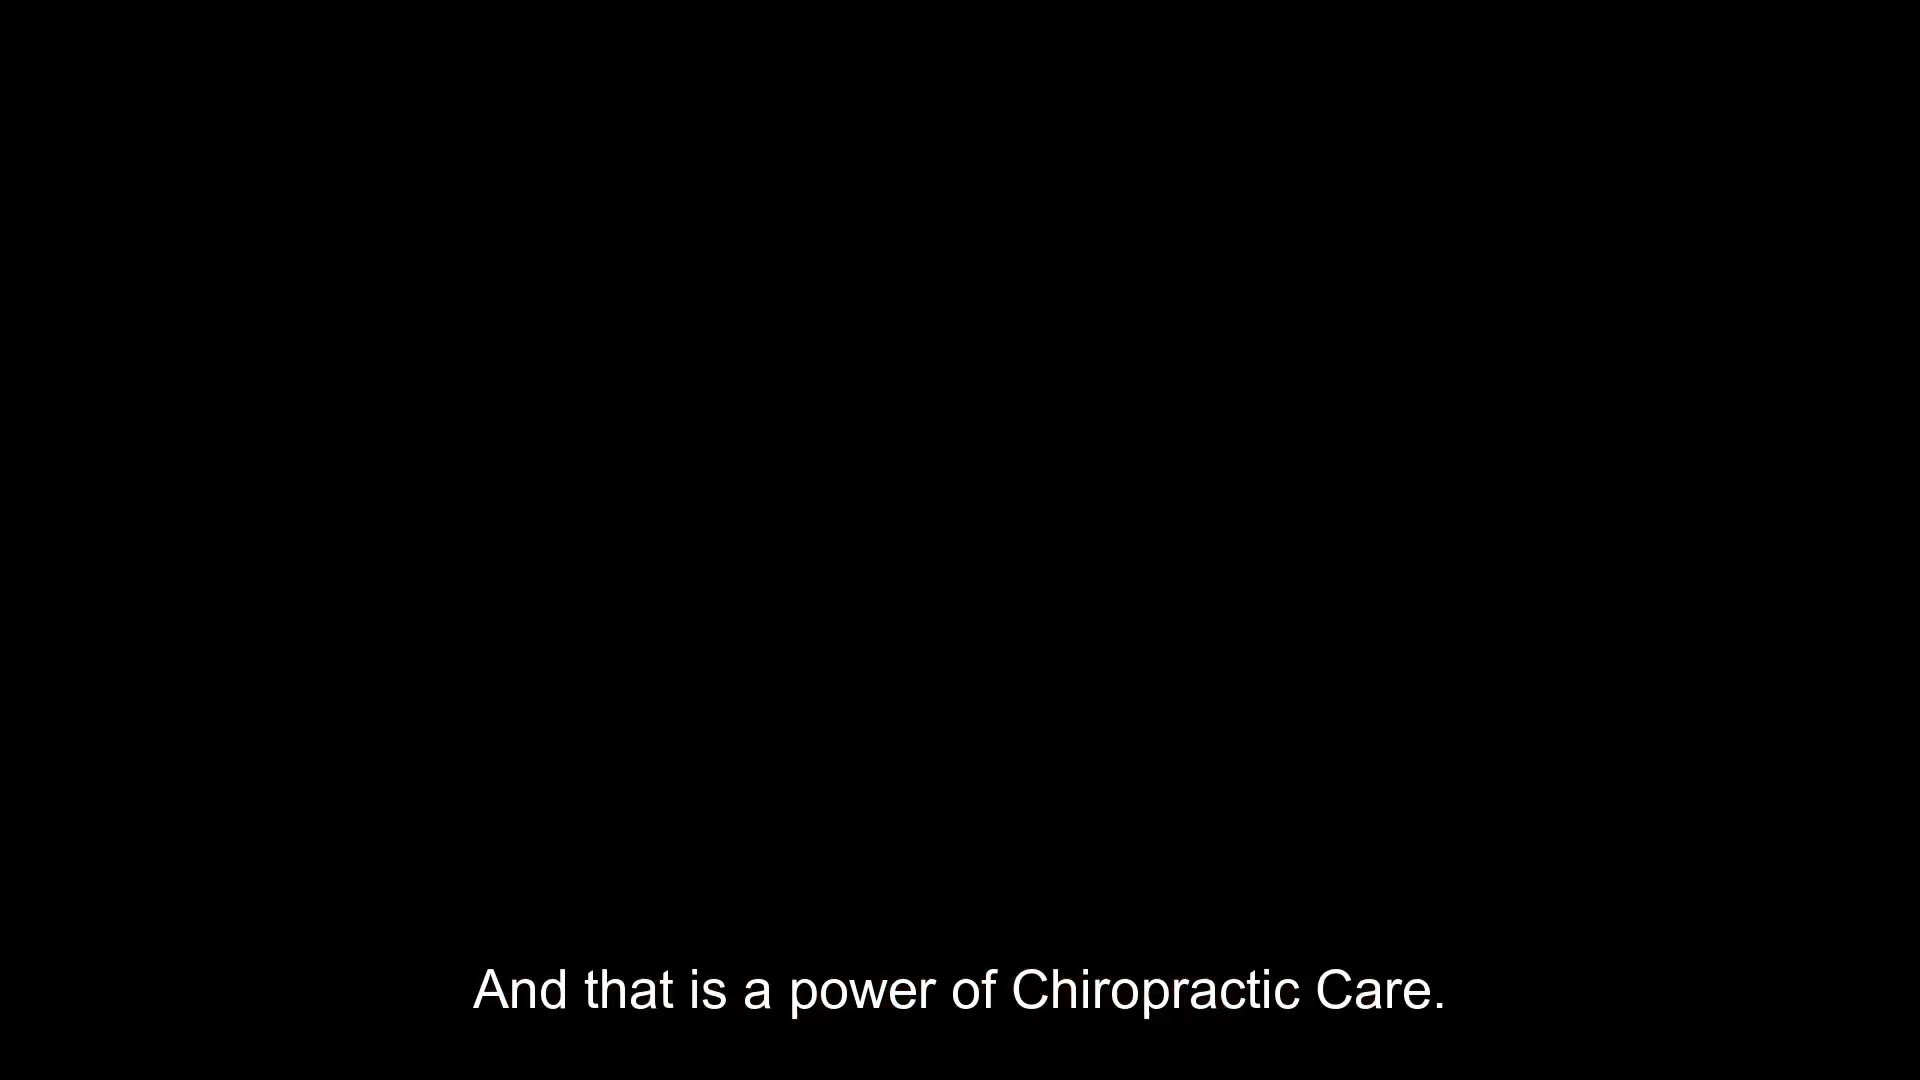 And that is a power of Chiropractic Care.